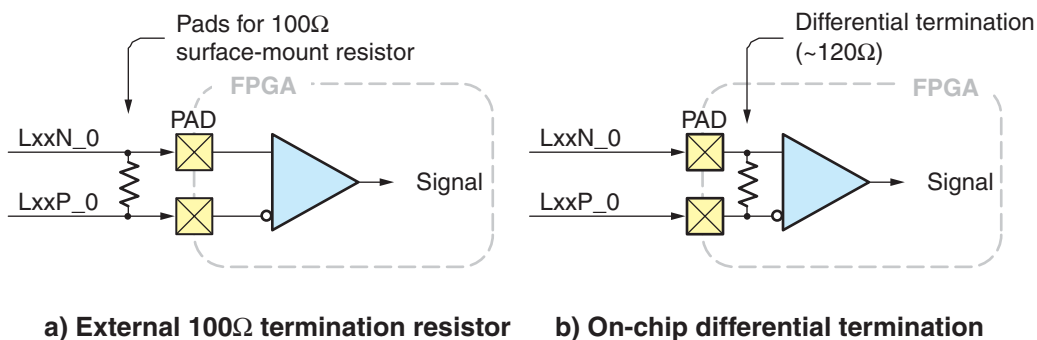 Pads for 100Ω
surface-mount resistor
FPGA
PAD
LxxN_0
LxxP_0
Signal
a) External 100Ω termination resistor
Differential termination
(~120Ω)
FPGA
PAD
LxxN_0
LxxP_0
Signal
b) On-chip differential termination